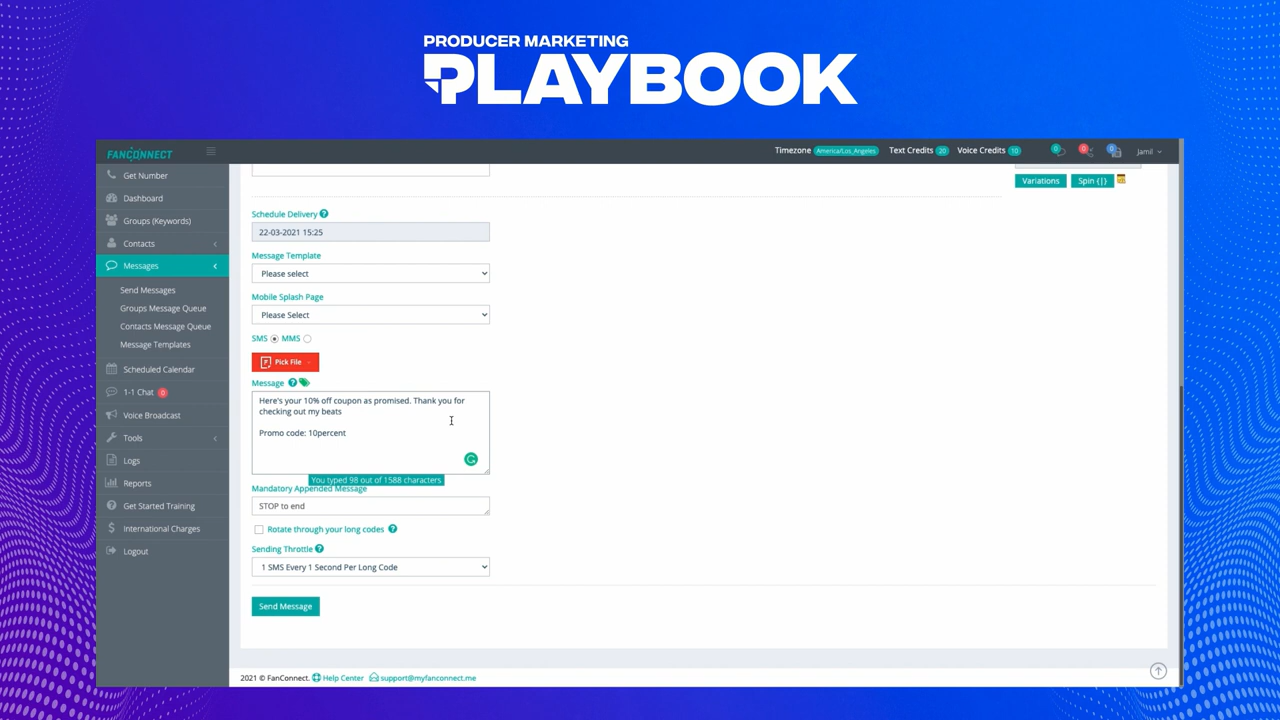 PRODUCER MARKETING
PLAYBOOK
FANCONNECT
Timezone America/Los_Angeles Text Credits 20 Voice Credits 10 0 0 0 Jamil
Get Number
Dashboard
Groups (Keywords)
Contacts
Messages
Send Messages
Groups Message Queue
Contacts Message Queue
Message Templates
Scheduled Calendar
1-1 Chat 0
Voice Broadcast
Tools
Logs
Reports
Get Started Training
International Charges
Logout
Variations Spin {|}
Schedule Delivery
22-03-2021 15:25
Message Template
Please select
Mobile Splash Page
Please Select
SMS MMS
Pick File
Message
Here's your 10% off coupon as promised. Thank you for
checking out my beats
Promo code: 10percent
You typed 98 out of 1588 characters
Mandatory Appended Message
STOP to end
Rotate through your long codes
Sending Throttle
1 SMS Every 1 Second Per Long Code
Send Message
2021 © FanConnect. Help Center support@myfanconnect.me